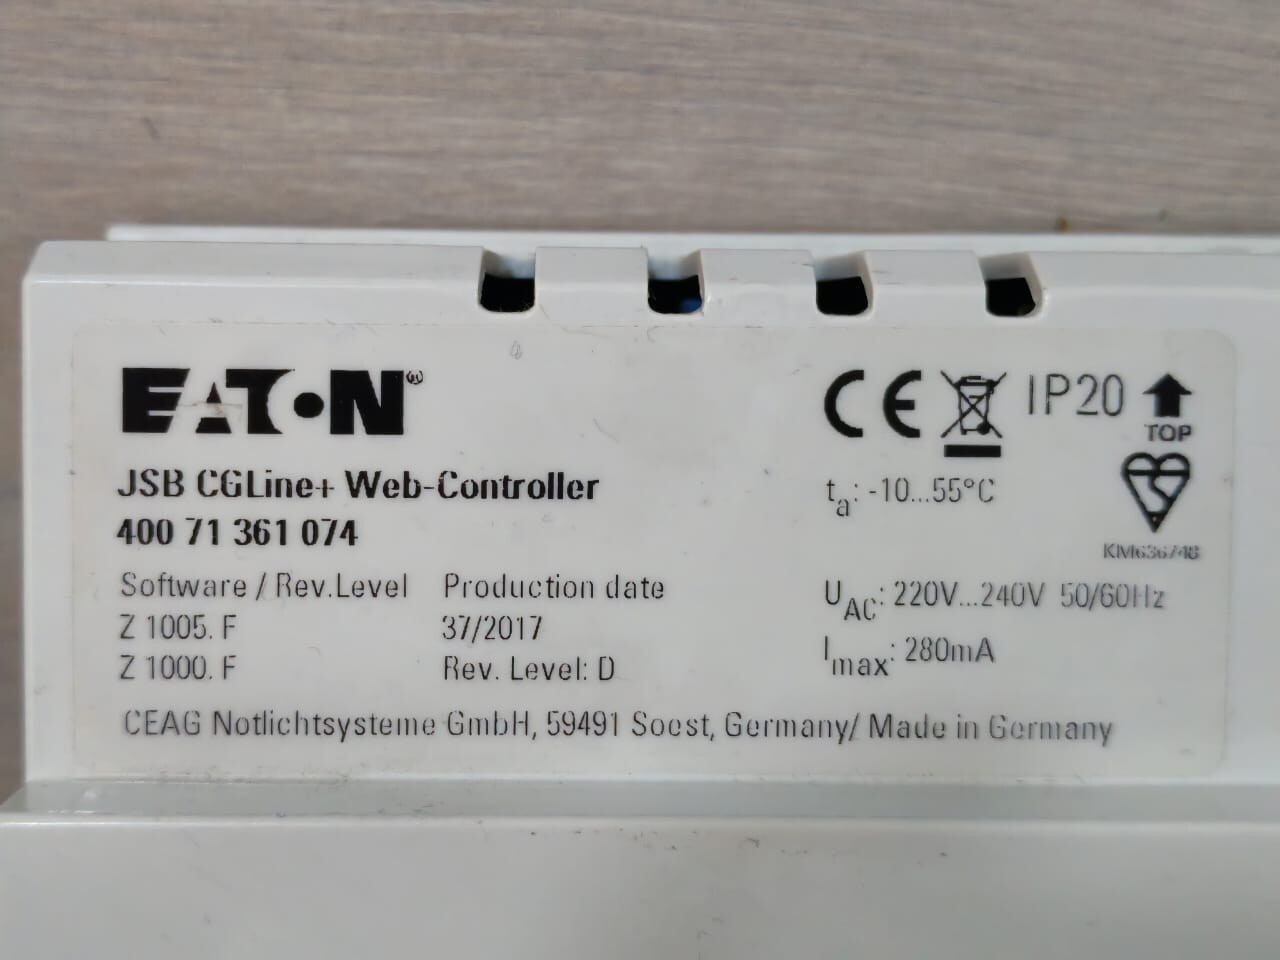 EATON®
JSB CGLine+ Web-Controller
400 71 361 074
Software / Rev.Level Production date
Z 1005. F 37/2017
Z 1000. F Rev. Level: D
CE IP20
TOP
ta: -10...55°C
KM636748
UAC: 220V...240V 50/60Hz
Imax: 280mA
CEAG Notlichtsysteme GmbH, 59491 Soest, Germany/ Made in Germany